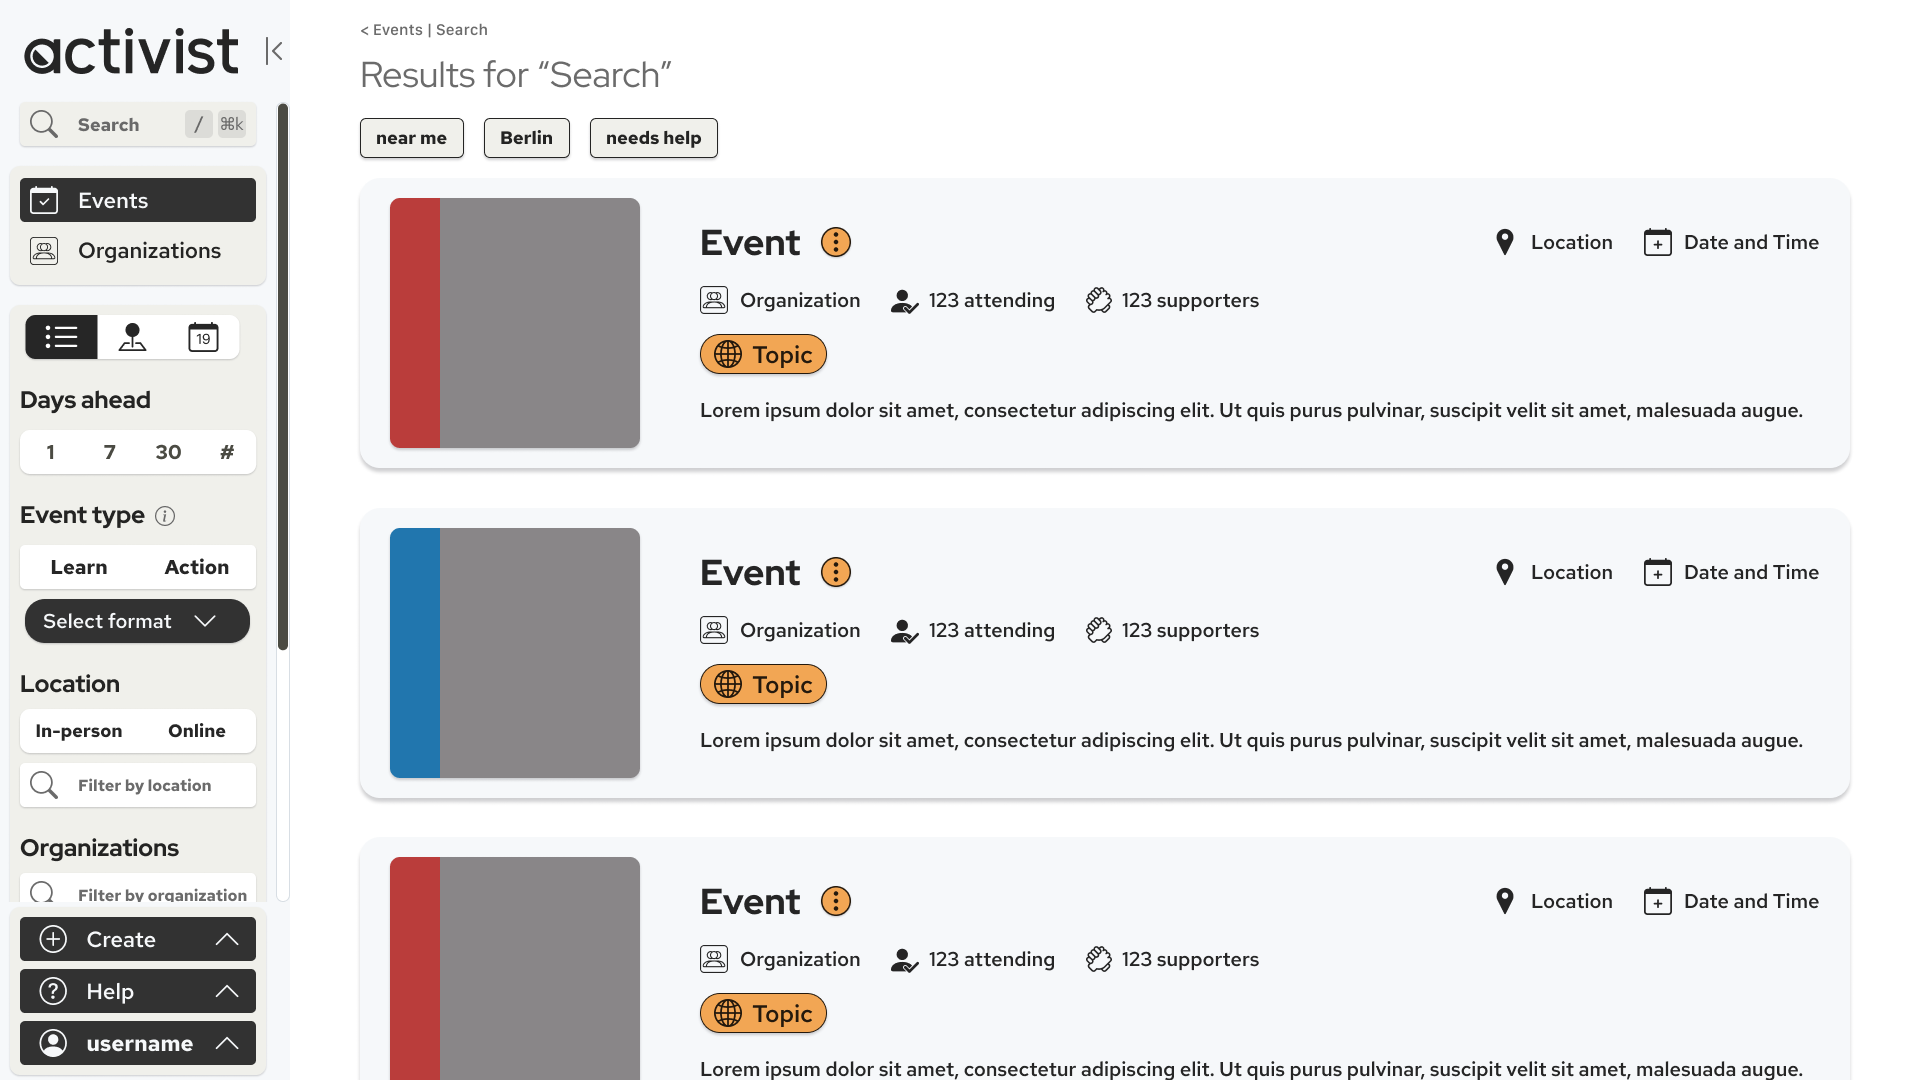 activist
Search / ⌘k
Events
Organizations
19
Days ahead
1 7 30 #
Event type i
Learn Action
Select format
Location
In-person Online
Filter by location
Organizations
Filter by organization
Create
? Help
username
< Events | Search
Results for “Search”
near me Berlin needs help
Event Location Date and Time
Organization 123 attending 123 supporters
Topic
Lorem ipsum dolor sit amet, consectetur adipiscing elit. Ut quis purus pulvinar, suscipit velit sit amet, malesuada augue.
Event Location Date and Time
Organization 123 attending 123 supporters
Topic
Lorem ipsum dolor sit amet, consectetur adipiscing elit. Ut quis purus pulvinar, suscipit velit sit amet, malesuada augue.
Event Location Date and Time
Organization 123 attending 123 supporters
Topic
Lorem ipsum dolor sit amet, consectetur adipiscing elit. Ut quis purus pulvinar, suscipit velit sit amet, malesuada augue.